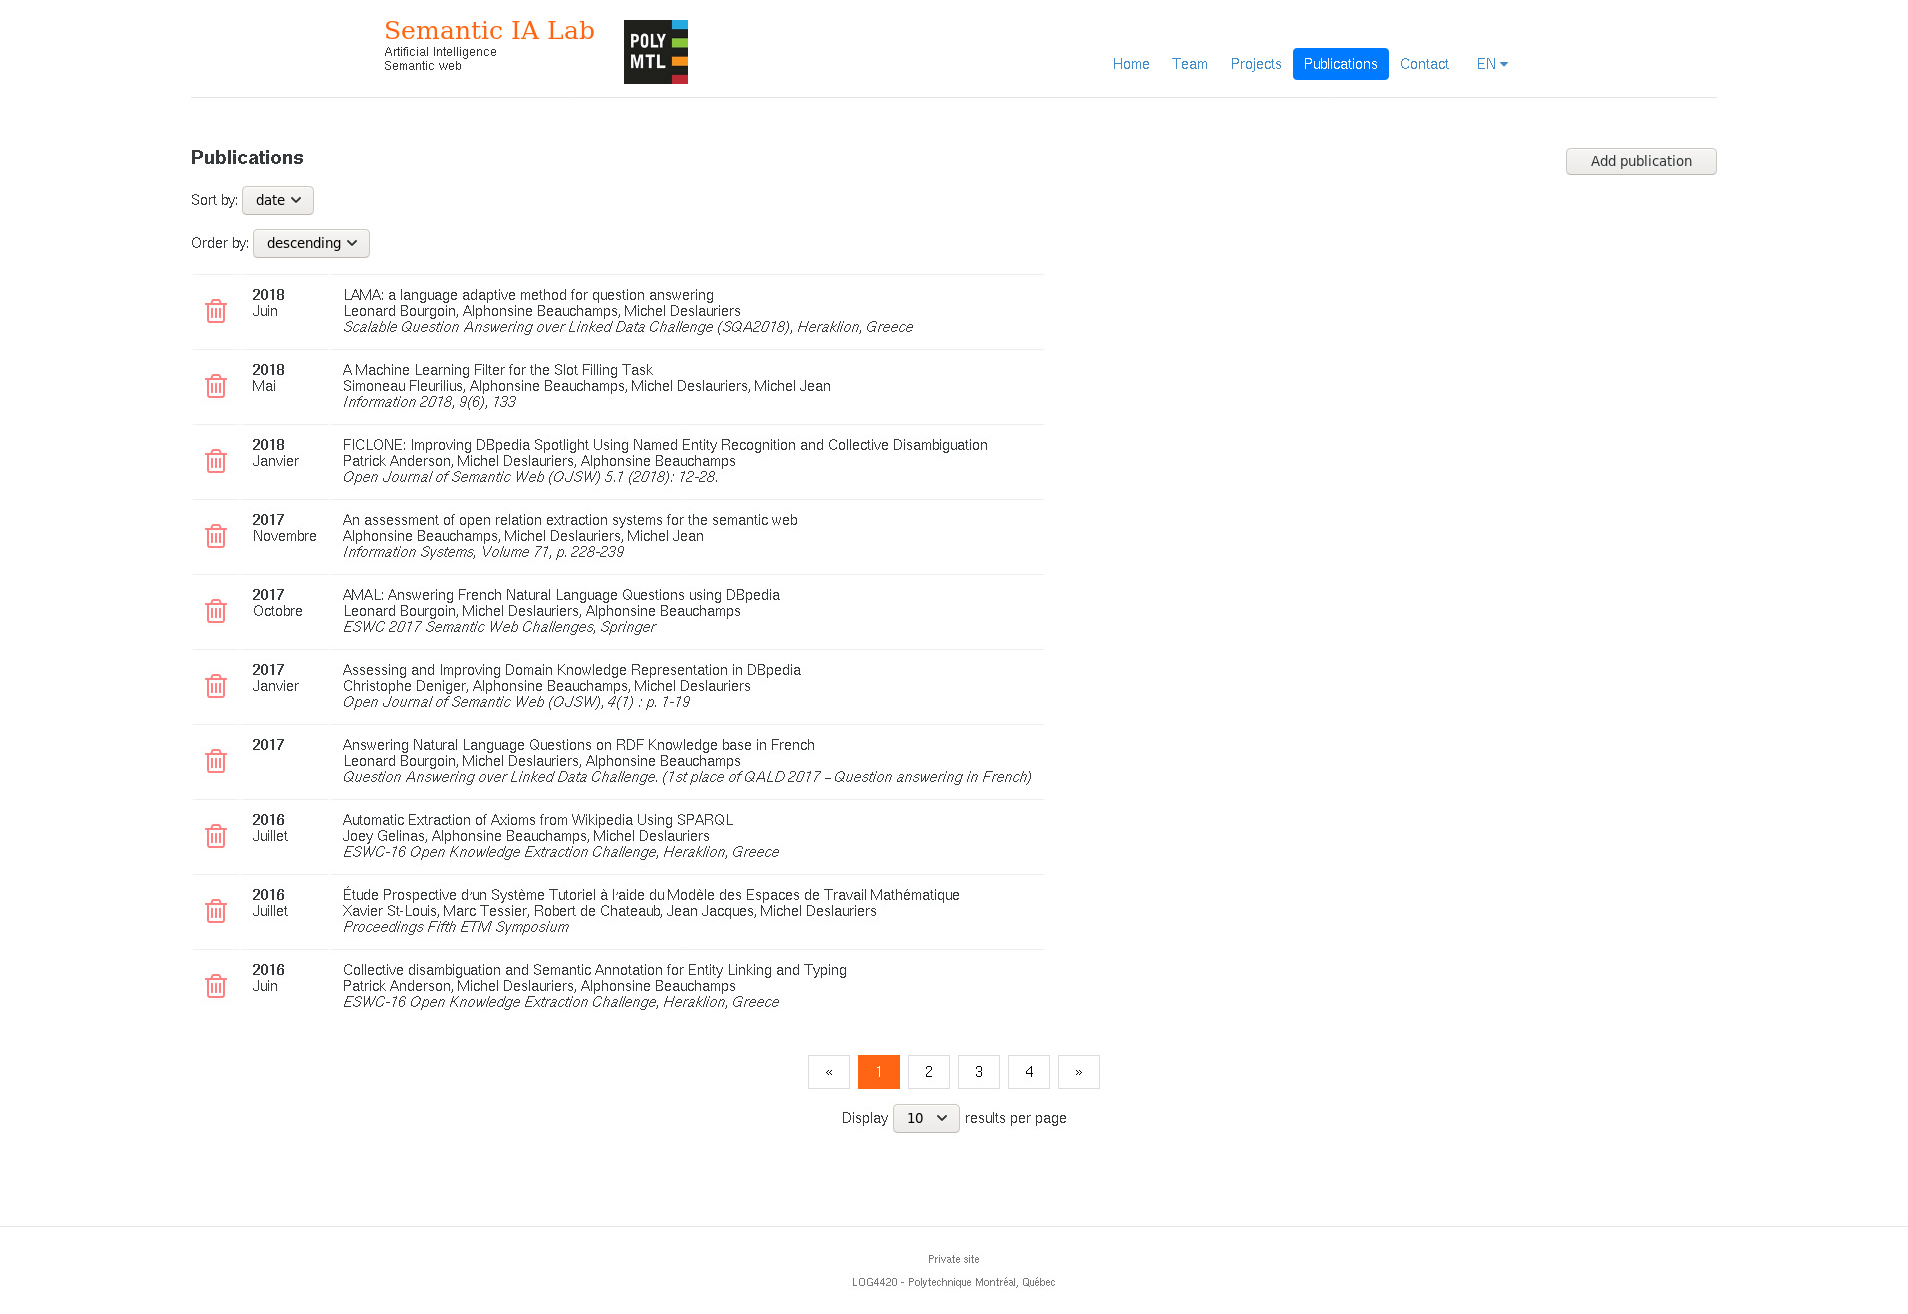 Semantic IA Lab
Artificial Intelligence
Semantic web
POLY
MTL
Home Team Projects Publications Contact EN
Publications
Add publication
Sort by: date
Order by: descending
2018
Juin
LAMA: a language adaptive method for question answering
Leonard Bourgoin, Alphonsine Beauchamps, Michel Deslauriers
Scalable Question Answering over Linked Data Challenge (SQA2018), Heraklion, Greece
2018
Mai
A Machine Learning Filter for the Slot Filling Task
Simoneau Fleurilius, Alphonsine Beauchamps, Michel Deslauriers, Michel Jean
Information 2018, 9(6), 133
2018
Janvier
FICLONE: Improving DBpedia Spotlight Using Named Entity Recognition and Collective Disambiguation
Patrick Anderson, Michel Deslauriers, Alphonsine Beauchamps
Open Journal of Semantic Web (OJSW) 5.1 (2018): 12-28.
2017
Novembre
An assessment of open relation extraction systems for the semantic web
Alphonsine Beauchamps, Michel Deslauriers, Michel Jean
Information Systems, Volume 71, p. 228-239
2017
Octobre
AMAL: Answering French Natural Language Questions using DBpedia
Leonard Bourgoin, Michel Deslauriers, Alphonsine Beauchamps
ESWC 2017 Semantic Web Challenges, Springer
2017
Janvier
Assessing and Improving Domain Knowledge Representation in DBpedia
Christophe Deniger, Alphonsine Beauchamps, Michel Deslauriers
Open Journal of Semantic Web (OJSW), 4(1) : p. 1-19
2017
Answering Natural Language Questions on RDF Knowledge base in French
Leonard Bourgoin, Michel Deslauriers, Alphonsine Beauchamps
Question Answering over Linked Data Challenge. (1st place of QALD 2017 – Question answering in French)
2016
Juillet
Automatic Extraction of Axioms from Wikipedia Using SPARQL
Joey Gelinas, Alphonsine Beauchamps, Michel Deslauriers
ESWC-16 Open Knowledge Extraction Challenge, Heraklion, Greece
2016
Juillet
Étude Prospective d'un Système Tutoriel à l'aide du Modèle des Espaces de Travail Mathématique
Xavier St-Louis, Marc Tessier, Robert de Chateaub, Jean Jacques, Michel Deslauriers
Proceedings Fifth ETM Symposium
2016
Juin
Collective disambiguation and Semantic Annotation for Entity Linking and Typing
Patrick Anderson, Michel Deslauriers, Alphonsine Beauchamps
ESWC-16 Open Knowledge Extraction Challenge, Heraklion, Greece
« 1 2 3 4 »
Display 10 results per page
Private site
LOG4420 - Polytechnique Montréal, Québec